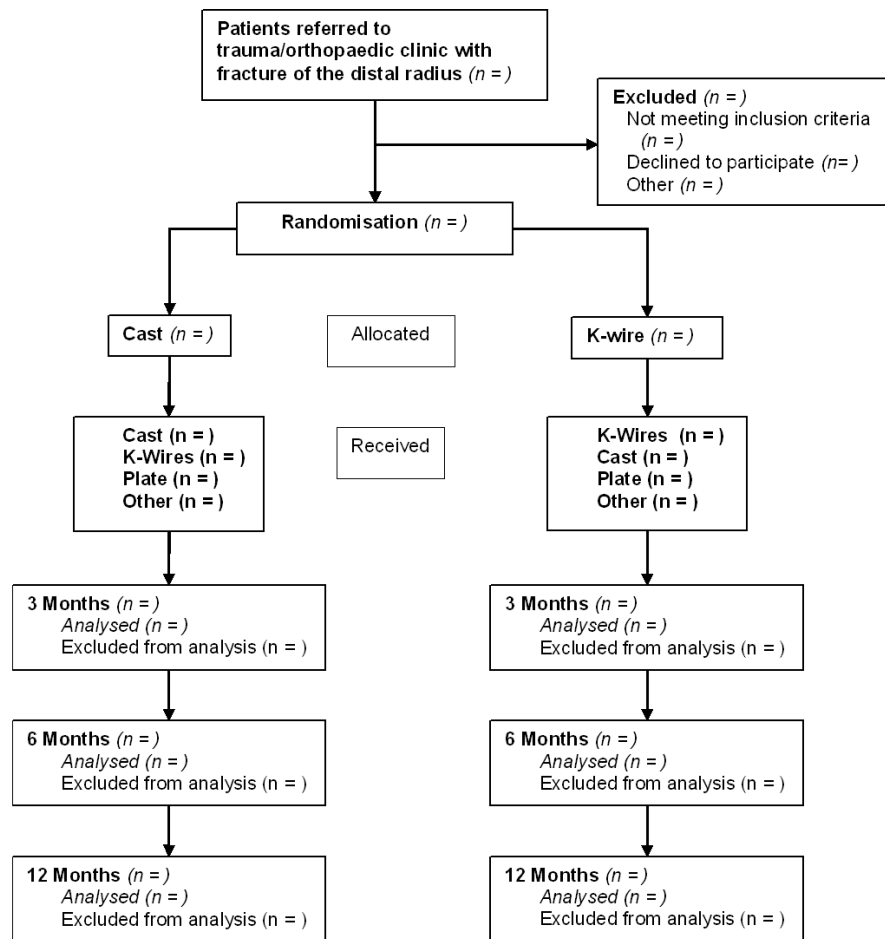 Patients referred to
trauma/orthopaedic clinic with
fracture of the distal radius (n = )
Excluded (n = )
Not meeting inclusion criteria
(n = )
Declined to participate (n= )
Other (n = )
Randomisation (n = )
Cast (n = )
Allocated
K-wire (n = )
Cast (n = )
K-Wires (n = )
Plate (n = )
Other (n = )
Received
K-Wires (n = )
Cast (n = )
Plate (n = )
Other (n = )
3 Months (n = )
Analysed (n = )
Excluded from analysis (n = )
3 Months (n = )
Analysed (n = )
Excluded from analysis (n = )
6 Months (n = )
Analysed (n = )
Excluded from analysis (n = )
6 Months (n = )
Analysed (n = )
Excluded from analysis (n = )
12 Months (n = )
Analysed (n = )
Excluded from analysis (n = )
12 Months (n = )
Analysed (n = )
Excluded from analysis (n = )